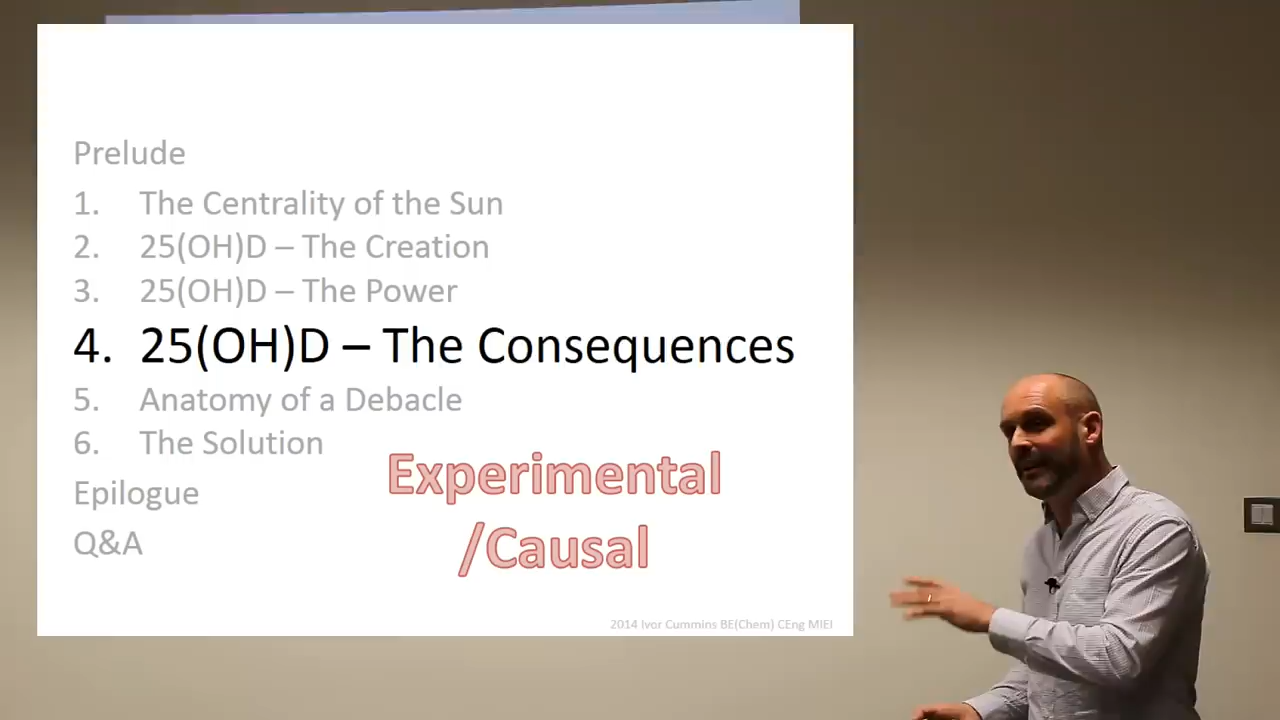 Prelude
1. The Centrality of the Sun
2. 25(OH)D – The Creation
3. 25(OH)D – The Power
4. 25(OH)D – The Consequences
5. Anatomy of a Debacle
6. The Solution
Experimental
/Causal
Epilogue
Q&A
2014 Ivor Cummins BE(Chem) CEng MIEI